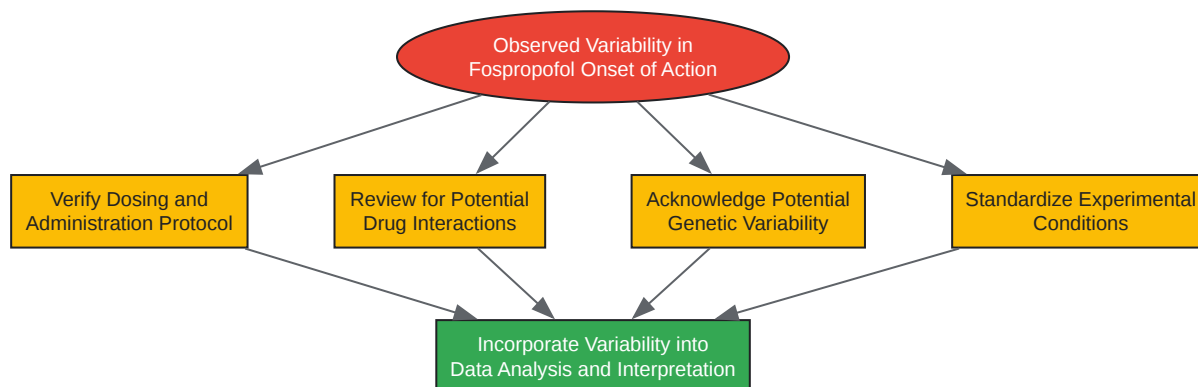 Observed Variability in
Fospropofol Onset of Action
Verify Dosing and
Administration Protocol
Review for Potential
Drug Interactions
Acknowledge Potential
Genetic Variability
Standardize Experimental
Conditions
Incorporate Variability into
Data Analysis and Interpretation